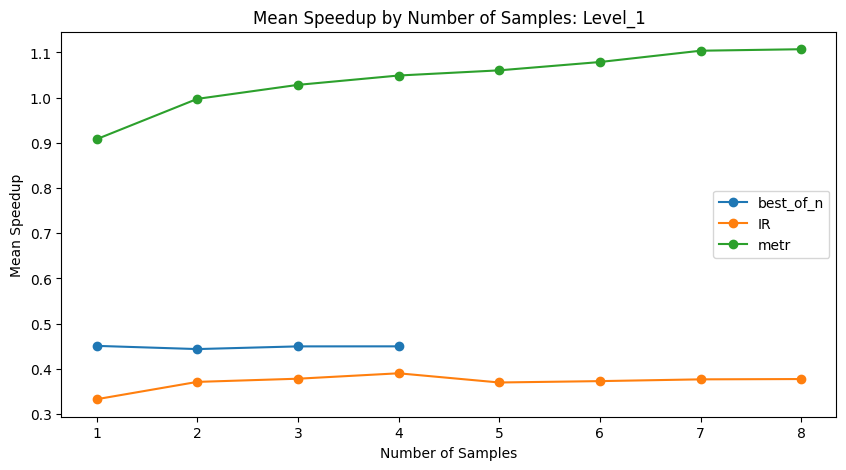 Mean Speedup by Number of Samples: Level_1
Mean Speedup
1.1
1.0
0.9
0.8
0.7
0.6
0.5
0.4
0.3
best_of_n
IR
metr
1 2 3 4 5 6 7 8
Number of Samples